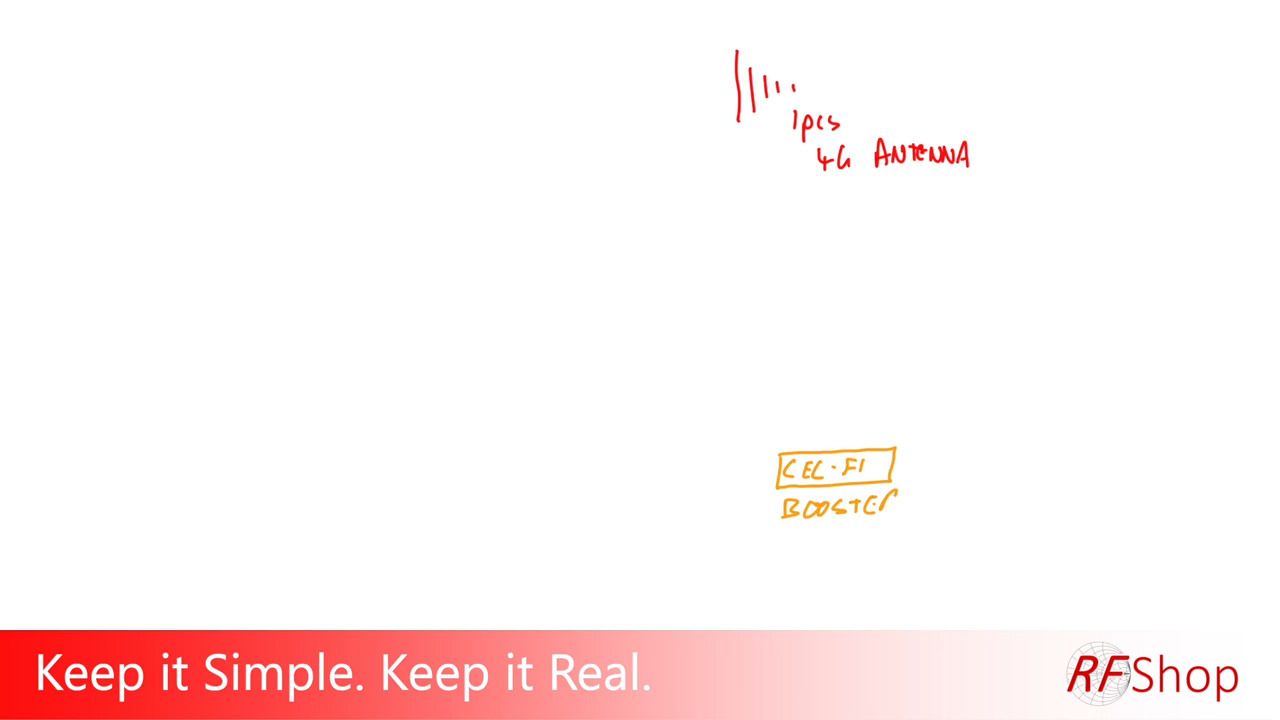 1pcs
4G ANTENNA
CEL-FI
BOOSTER
Keep it Simple. Keep it Real.
RFShop